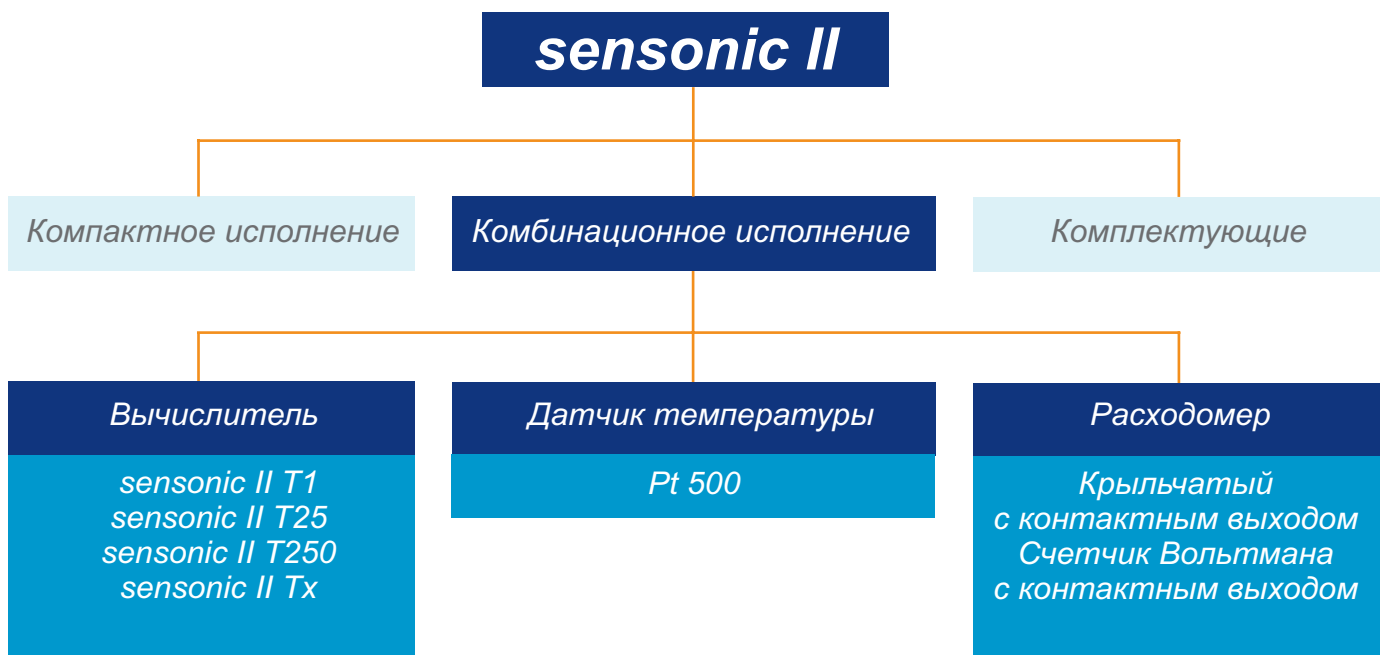 sensonic II
Компактное исполнение
Комбинационное исполнение
Комплектующие
Вычислитель
sensonic II T1
sensonic II T25
sensonic II T250
sensonic II Tx
Датчик температуры
Pt 500
Расходомер
Крыльчатый
с контактным выходом
Счетчик Вольтмана
с контактным выходом